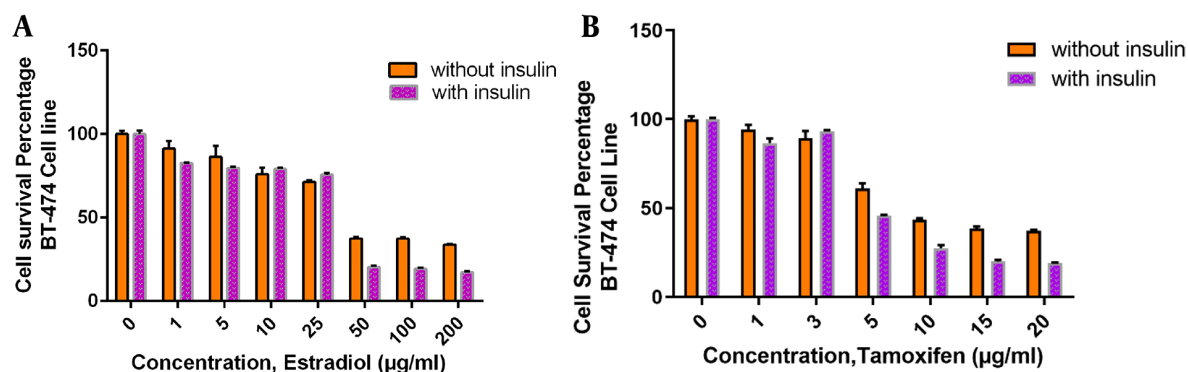 A
Cell survival Percentage
BT-474 Cell line
150
100
50
0
without insulin
with insulin
0 1 5 10 25 50 100 200
Concentration, Estradiol (µg/ml)
B
Cell Survival Percentage
BT-474 Cell Line
150
100
50
0
without insulin
with insulin
0 1 3 5 10 15 20
Concentration,Tamoxifen (µg/ml)